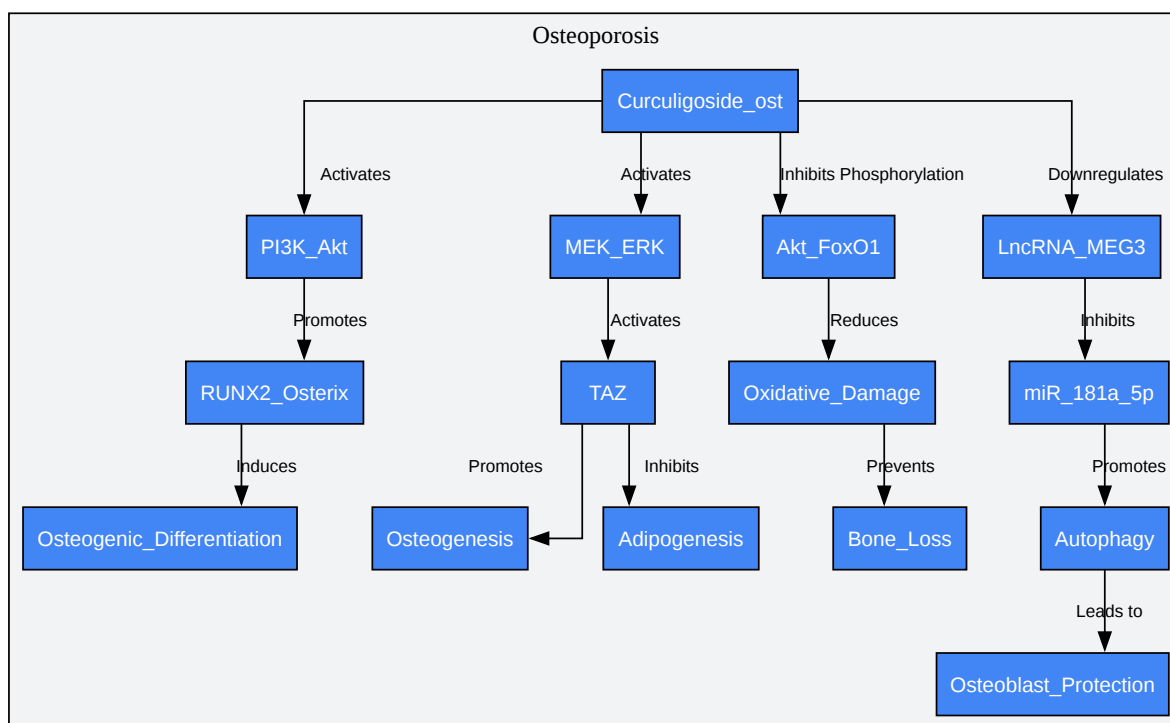 Osteoporosis
Curculigoside_ost
Activates
Activates
Inhibits Phosphorylation
Downregulates
PI3K_Akt
MEK_ERK
Akt_FoxO1
LncRNA_MEG3
Promotes
Activates
Reduces
Inhibits
RUNX2_Osterix
TAZ
Oxidative_Damage
miR_181a_5p
Induces
Promotes
Inhibits
Prevents
Promotes
Osteogenic_Differentiation
Osteogenesis
Adipogenesis
Bone_Loss
Autophagy
Leads to
Osteoblast_Protection